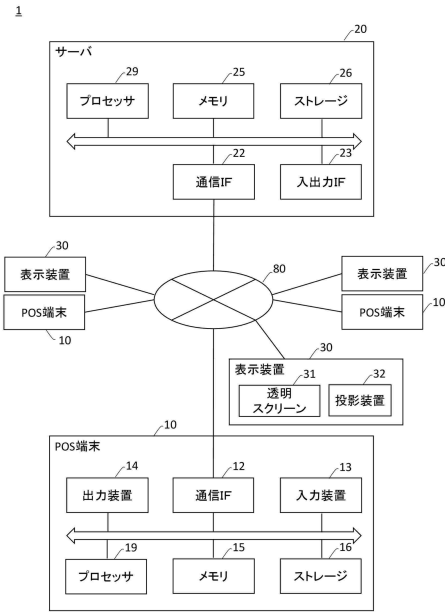 1
20
サーバ
29
25
26
プロセッサ
メモリ
ストレージ
22
23
通信IF
入出力IF
30
80
30
表示装置
表示装置
POS端末
POS端末
10
10
30
表示装置
31
32
透明
スクリーン
投影装置
10
POS端末
14
12
13
出力装置
通信IF
入力装置
19
15
16
プロセッサ
メモリ
ストレージ